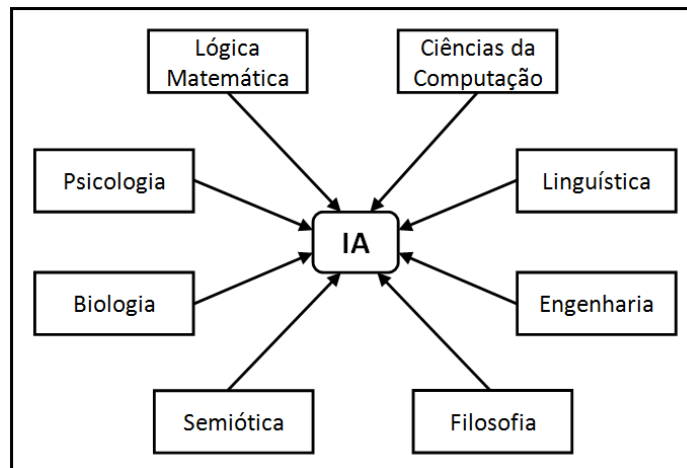 Lógica
Matemática
Ciências da
Computação
Psicologia
Linguística
IA
Biologia
Engenharia
Semiótica
Filosofia